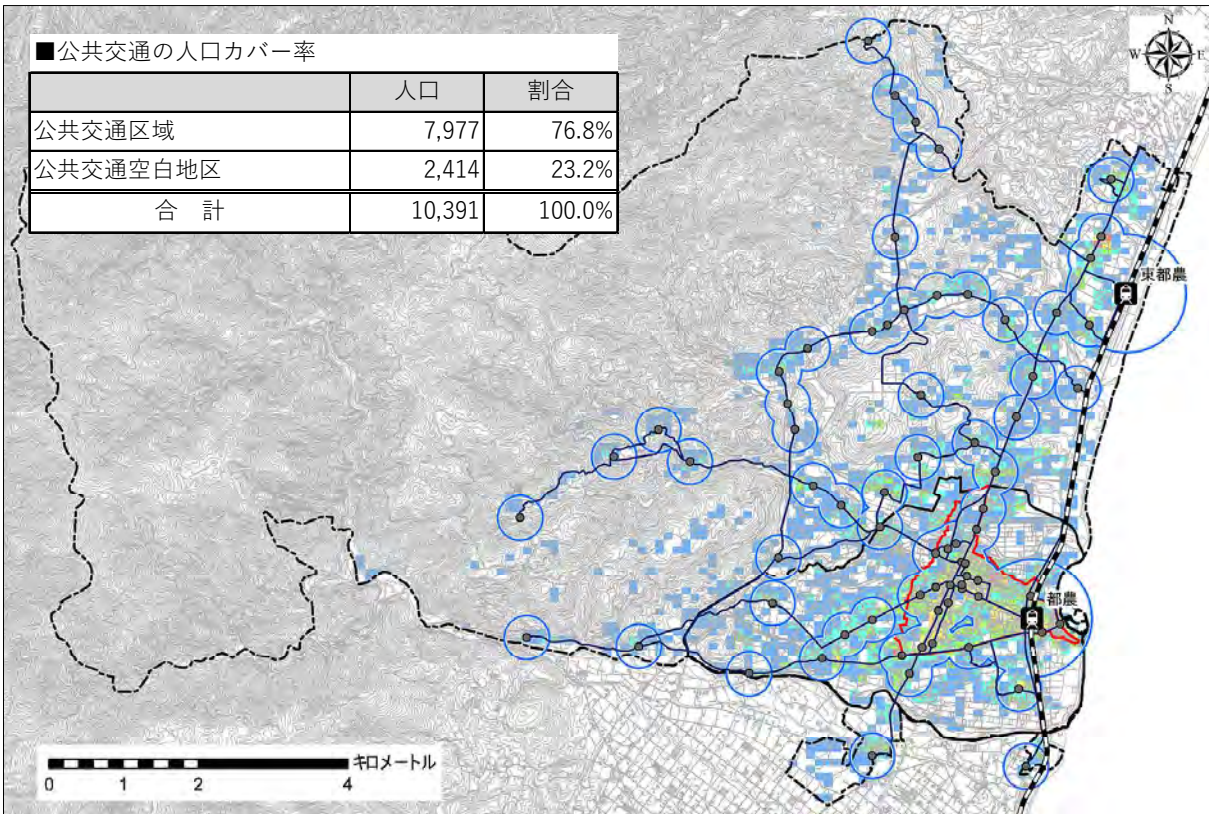 ■公共交通の人口カバー率
人口 割合
公共交通区域 7,977 76.8%
公共交通空白地区 2,414 23.2%
合 計 10,391 100.0%
N
W E
S
東都農
都農
キロメートル
0 1 2 4